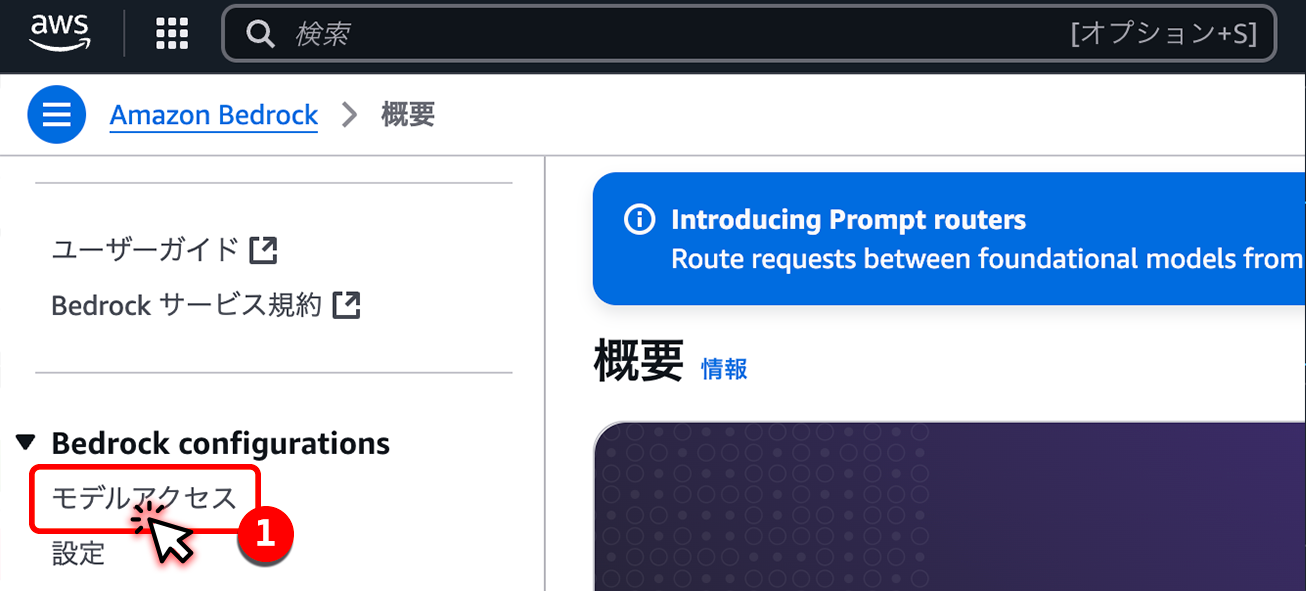 aws
検索
[オプション+S]
Amazon Bedrock
概要
ユーザーガイド
Bedrock サービス規約
Bedrock configurations
モデルアクセス
1
設定
Introducing Prompt routers
Route requests between foundational models from
概要 情報